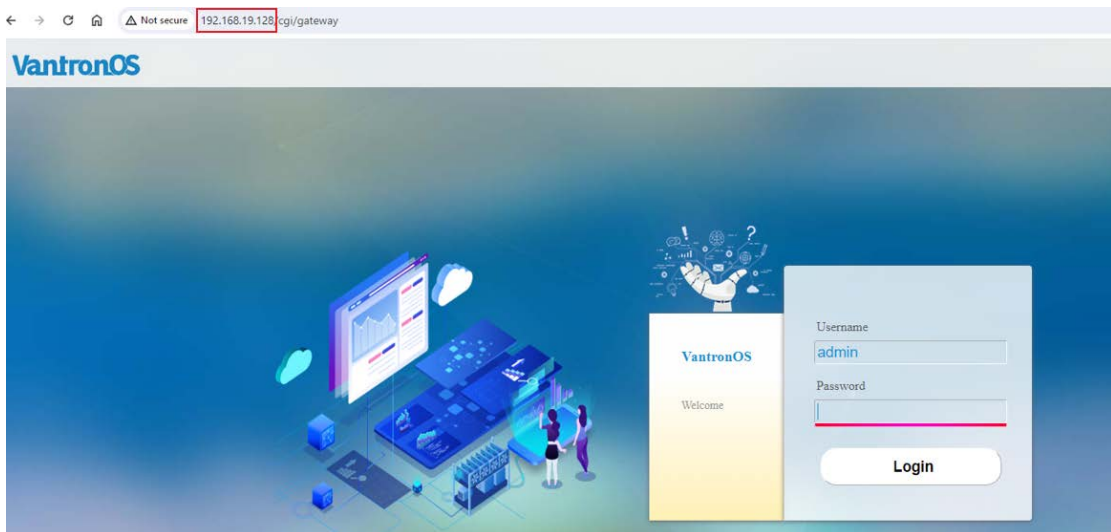 Not secure
192.168.19.128/cgi/gateway
VantronOS
VantronOS
Welcome
Username
admin
Password
Login